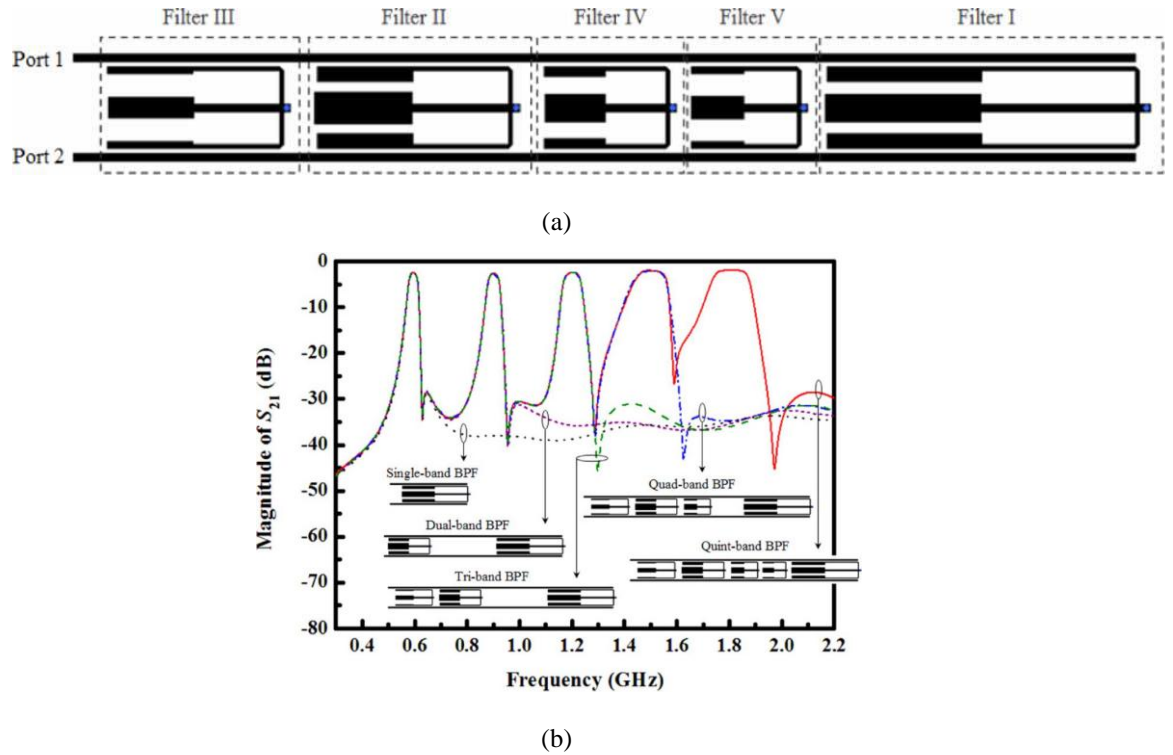 Filter III Filter II Filter IV Filter V Filter I
Port 1
Port 2
(a)
Magnitude of S21 (dB)
0
-10
-20
-30
-40
-50
-60
-70
-80
Single-band BPF
Dual-band BPF
Tri-band BPF
Quad-band BPF
Quint-band BPF
0.4 0.6 0.8 1.0 1.2 1.4 1.6 1.8 2.0 2.2
Frequency (GHz)
(b)